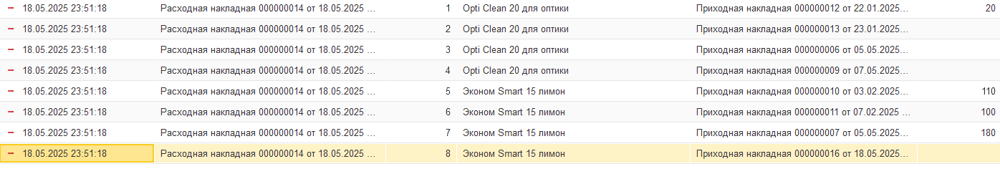 18.05.2025 23:51:18 Расходная накладная 000000014 от 18.05.2025 ... 1 Opti Clean 20 для оптики Приходная накладная 000000012 от 22.01.2025... 20
18.05.2025 23:51:18 Расходная накладная 000000014 от 18.05.2025 ... 2 Opti Clean 20 для оптики Приходная накладная 000000013 от 23.01.2025...
18.05.2025 23:51:18 Расходная накладная 000000014 от 18.05.2025 ... 3 Opti Clean 20 для оптики Приходная накладная 000000006 от 05.05.2025...
18.05.2025 23:51:18 Расходная накладная 000000014 от 18.05.2025 ... 4 Opti Clean 20 для оптики Приходная накладная 000000009 от 07.05.2025...
18.05.2025 23:51:18 Расходная накладная 000000014 от 18.05.2025 ... 5 Эконом Smart 15 лимон Приходная накладная 000000010 от 03.02.2025... 110
18.05.2025 23:51:18 Расходная накладная 000000014 от 18.05.2025 ... 6 Эконом Smart 15 лимон Приходная накладная 000000011 от 07.02.2025 ... 100
18.05.2025 23:51:18 Расходная накладная 000000014 от 18.05.2025 ... 7 Эконом Smart 15 лимон Приходная накладная 000000007 от 05.05.2025... 180
18.05.2025 23:51:18 Расходная накладная 000000014 от 18.05.2025 ... 8 Эконом Smart 15 лимон Приходная накладная 000000016 от 18.05.2025...